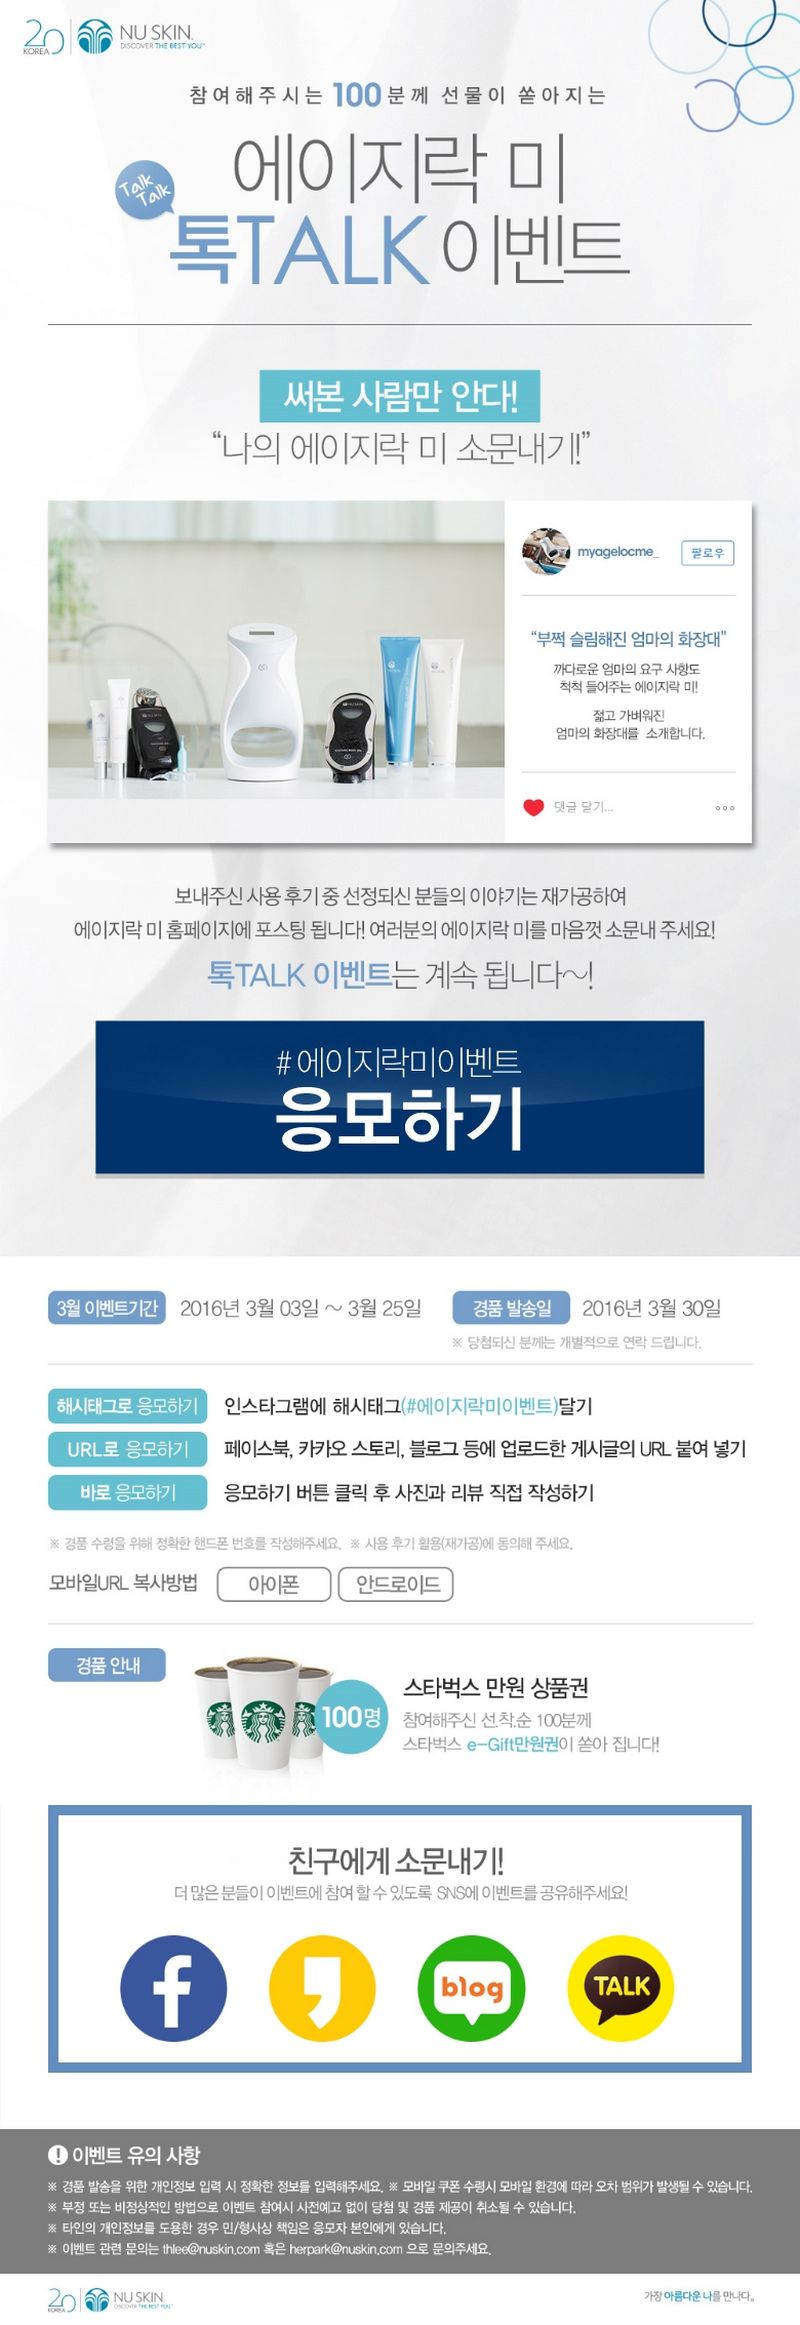 20
KOREA
NU SKIN.
DISCOVER THE BEST YOU™
참여해주시는 100분께 선물이 쏟아지는
에이지락 미
Talk Talk
톡TALK 이벤트
써본 사람만 안다!
“나의 에이지락 미 소문내기!”
myagelocme_
팔로우
“부쩍 슬림해진 엄마의 화장대”
까다로운 엄마의 요구 사항도
척척 들어주는 에이지락 미!
젊고 가벼워진
엄마의 화장대를 소개합니다.
댓글 달기...
보내주신 사용 후기 중 선정되신 분들의 이야기는 재가공하여
에이지락 미 홈페이지에 포스팅 됩니다! 여러분의 에이지락 미를 마음껏 소문내 주세요!
톡TALK 이벤트는 계속 됩니다~!
# 에이지락미이벤트
응모하기
3월 이벤트기간 2016년 3월 03일 ~ 3월 25일 경품 발송일 2016년 3월 30일
※ 당첨되신 분께는 개별적으로 연락 드립니다.
해시태그로 응모하기 인스타그램에 해시태그(#에이지락미이벤트)달기
URL로 응모하기 페이스북, 카카오 스토리, 블로그 등에 업로드한 게시글의 URL 붙여 넣기
바로 응모하기 응모하기 버튼 클릭 후 사진과 리뷰 직접 작성하기
※ 경품 수령을 위해 정확한 핸드폰 번호를 작성해주세요. ※ 사용 후기 활용(재가공)에 동의해 주세요.
모바일URL 복사방법 아이폰 안드로이드
경품 안내
100명
스타벅스 만원 상품권
참여해주신 선.착.순 100분께
스타벅스 e-Gift만원권이 쏟아 집니다!
친구에게 소문내기!
더 많은 분들이 이벤트에 참여 할 수 있도록 SNS에 이벤트를 공유해주세요!
f
blog
TALK
! 이벤트 유의 사항
※ 경품 발송을 위한 개인정보 입력 시 정확한 정보를 입력해주세요. ※ 모바일 쿠폰 수령시 모바일 환경에 따라 오차 범위가 발생될 수 있습니다.
※ 부정 또는 비정상적인 방법으로 이벤트 참여시 사전예고 없이 당첨 및 경품 제공이 취소될 수 있습니다.
※ 타인의 개인정보를 도용한 경우 민/형사상 책임은 응모자 본인에게 있습니다.
※ 이벤트 관련 문의는 thlee@nuskin.com 혹은 herpark@nuskin.com 으로 문의주세요.
20
KOREA
NU SKIN.
DISCOVER THE BEST YOU™
가장 아름다운 나를 만나다.